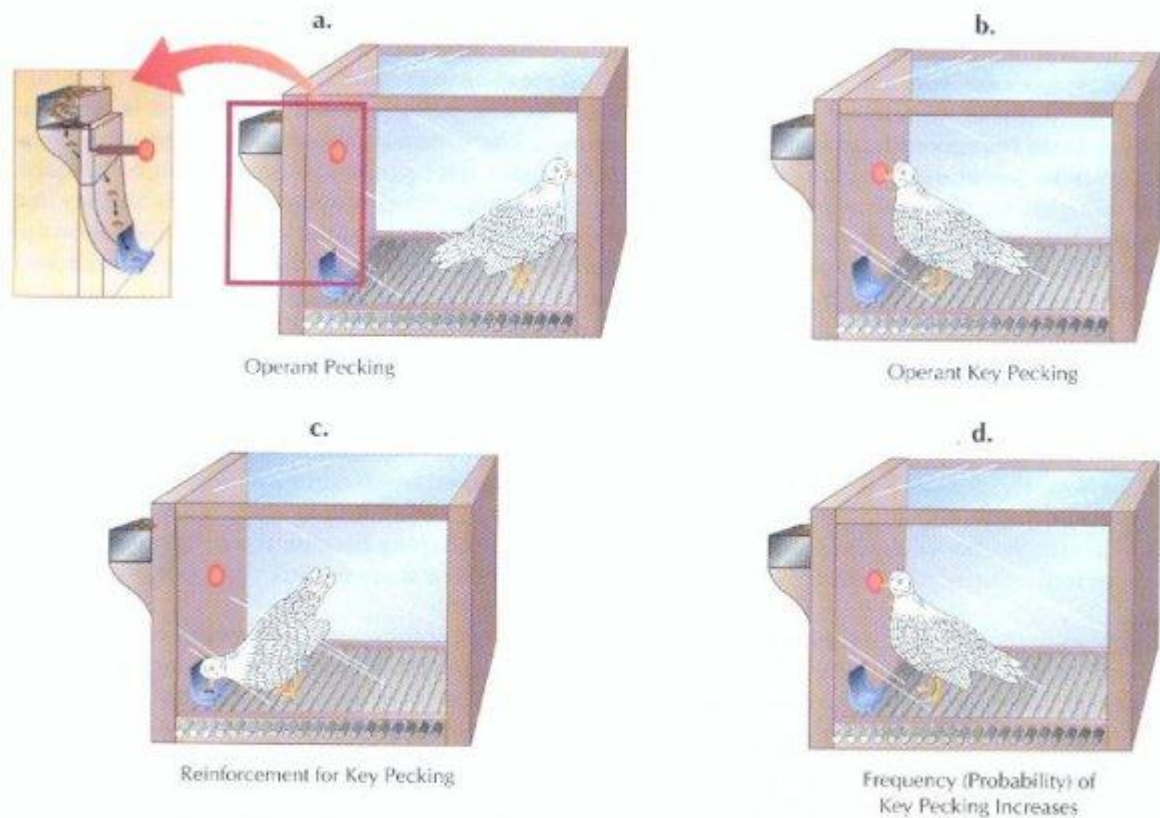 a.
b.
Operant Pecking
Operant Key Pecking
c.
d.
Reinforcement for Key Pecking
Frequency (Probability) of
Key Pecking Increases